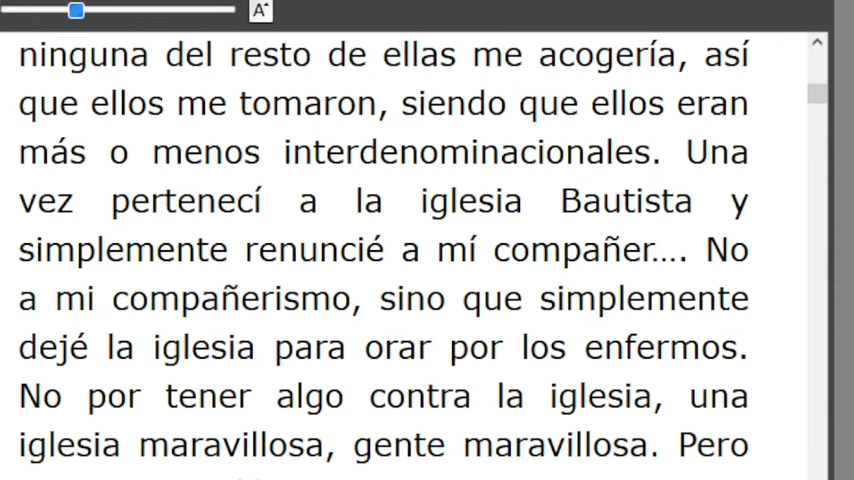 A
ninguna del resto de ellas me acogería, así
que ellos me tomaron, siendo que ellos eran
más o menos interdenominacionales. Una
vez pertenecí a la iglesia Bautista y
simplemente renuncié a mí compañer.... No
a mi compañerismo, sino que simplemente
dejé la iglesia para orar por los enfermos.
No por tener algo contra la iglesia, una
iglesia maravillosa, gente maravillosa. Pero